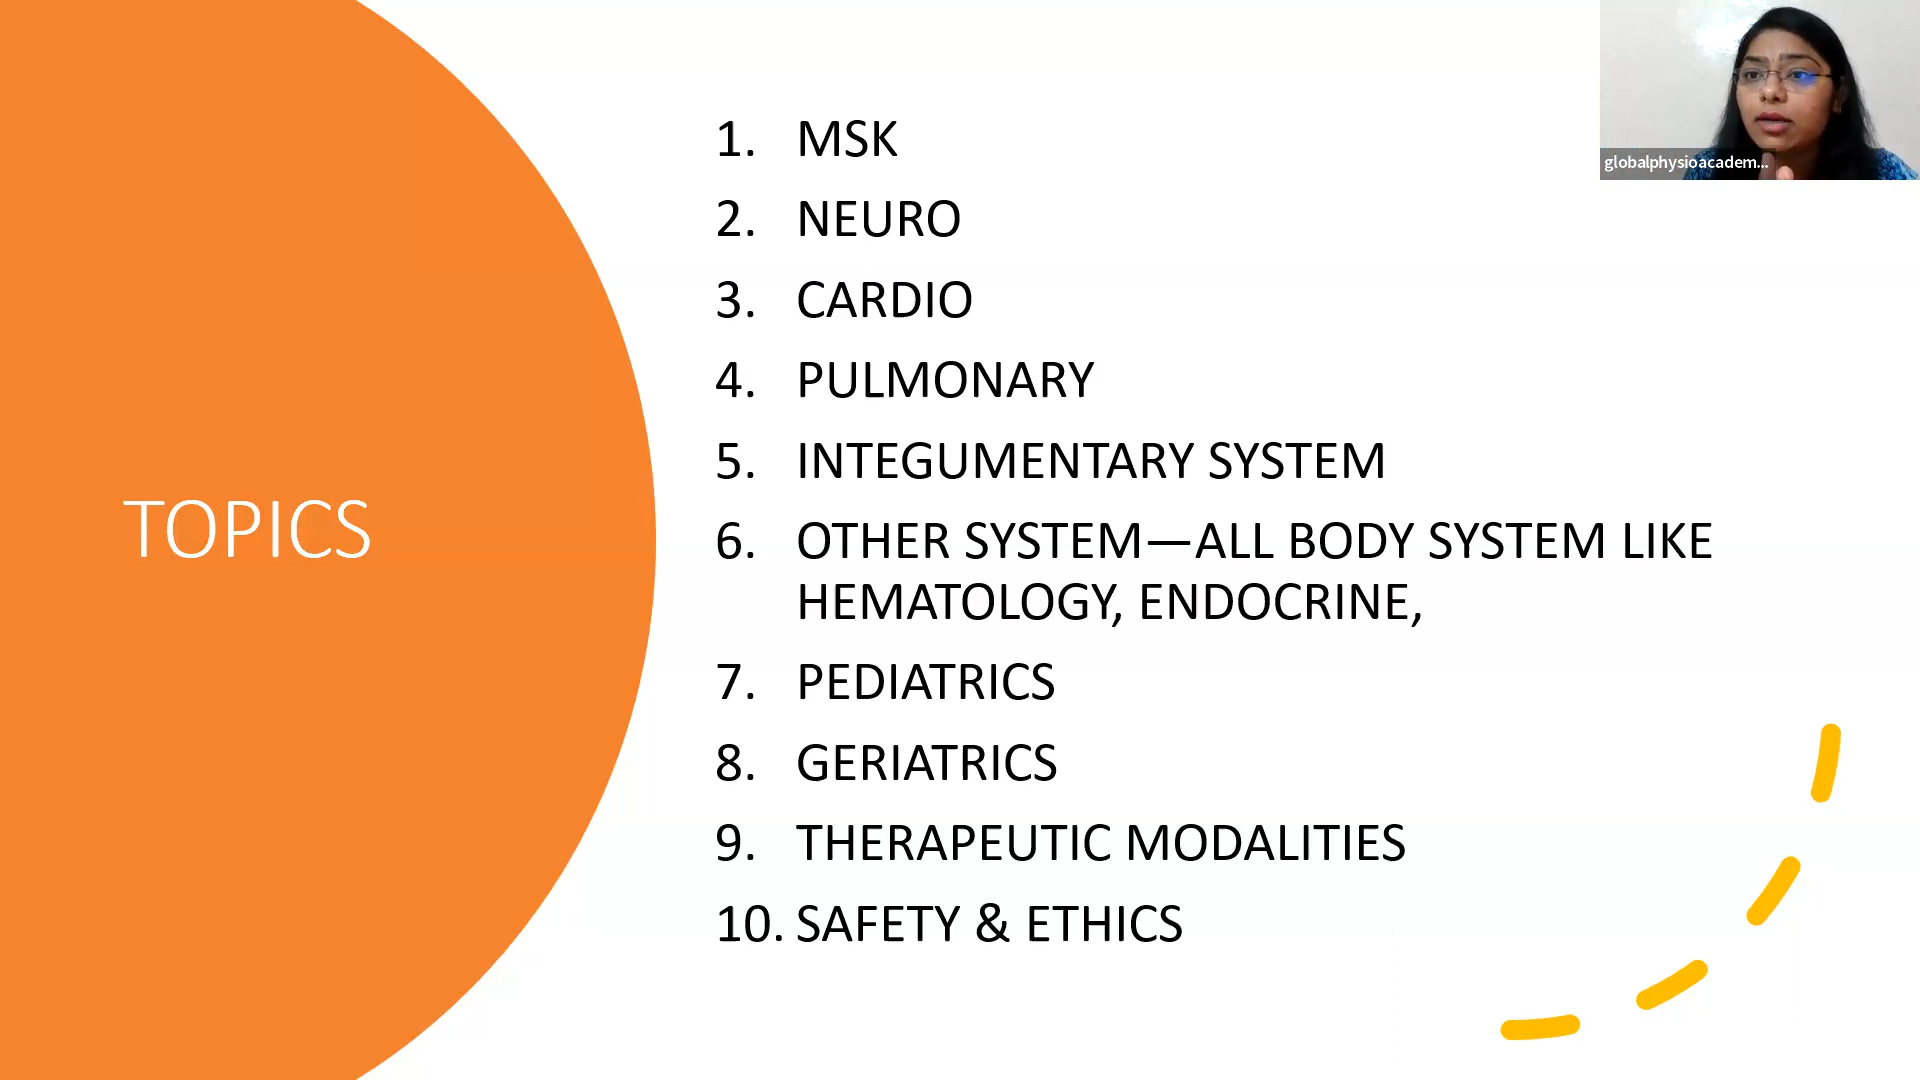 TOPICS
1. MSK
2. NEURO
3. CARDIO
4. PULMONARY
5. INTEGUMENTARY SYSTEM
6. OTHER SYSTEM—ALL BODY SYSTEM LIKE
HEMATOLOGY, ENDOCRINE,
7. PEDIATRICS
8. GERIATRICS
9. THERAPEUTIC MODALITIES
10. SAFETY & ETHICS
globalphysioacadem...